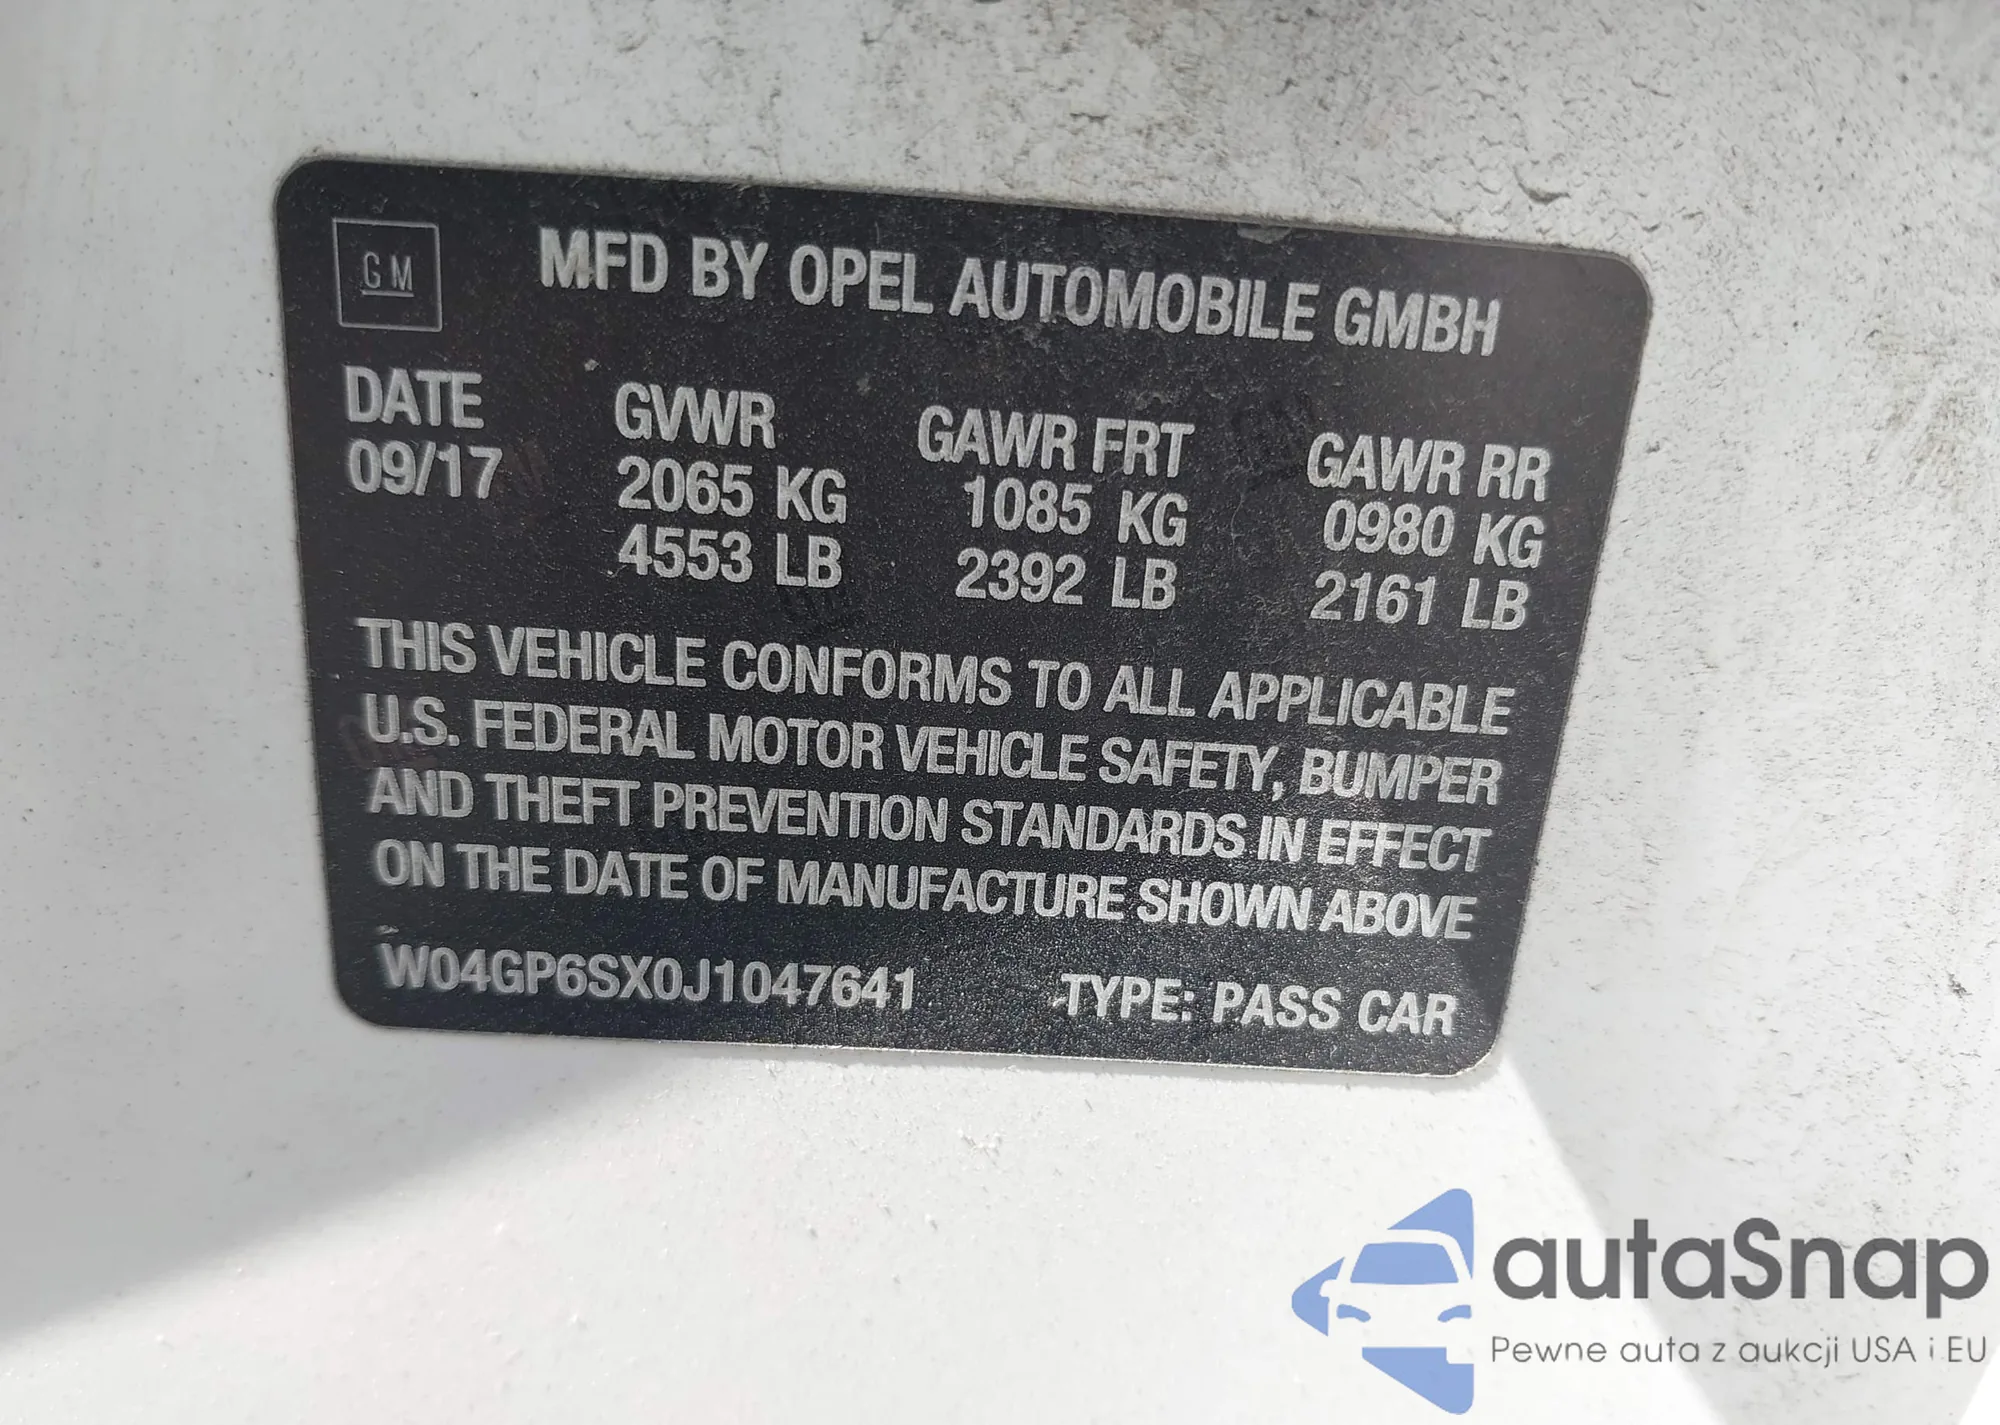 GM
MFD BY OPEL AUTOMOBILE GMBH
DATE GVWR GAWR FRT GAWR RR
09/17 2065 KG 1085 KG 0980 KG
4553 LB 2392 LB 2161 LB
THIS VEHICLE CONFORMS TO ALL APPLICABLE
U.S. FEDERAL MOTOR VEHICLE SAFETY, BUMPER
AND THEFT PREVENTION STANDARDS IN EFFECT
ON THE DATE OF MANUFACTURE SHOWN ABOVE
W04GP6SX0J1047641 TYPE: PASS CAR
autaSnap
Pewne auta z aukcji USA i EU